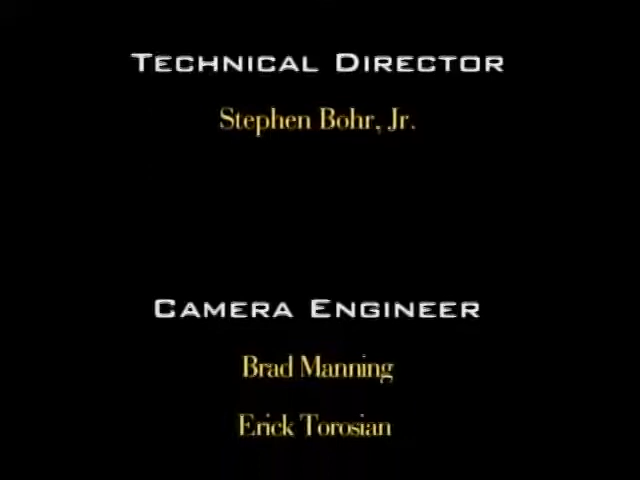 TECHNICAL DIRECTOR
Stephen Bohr, Jr.
CAMERA ENGINEER
Brad Manning
Erick Torosian